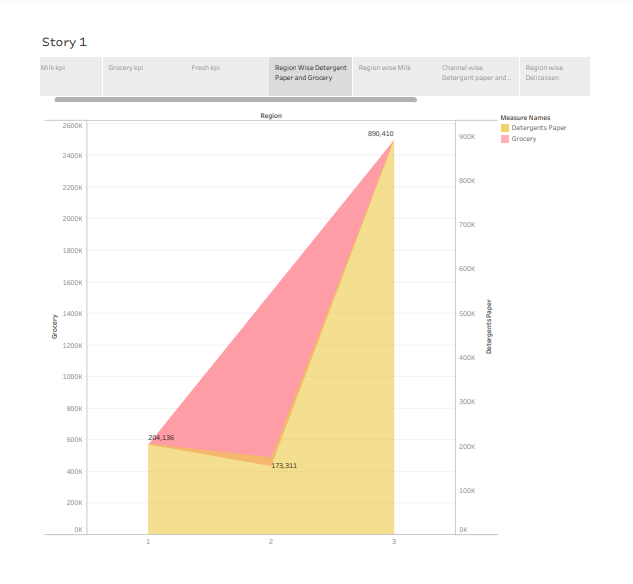 Story 1
Milk kpi
Grocery kpi
Fresh kpi
Region Wise Detergent
Paper and Grocery
Region wise Milk
Channel wise
Detergent paper and ..
Region wise
Delicassen
Region
Measure Names
Detergents Paper
Grocery
2600K
2400K
2200K
2000K
1800K
1600K
1400K
1200K
1000K
800K
600K
400K
200K
0K
Grocery
890,410
204,136
173,311
900K
800K
700K
600K
500K
400K
300K
200K
100K
0K
Detergents Paper
1
2
3